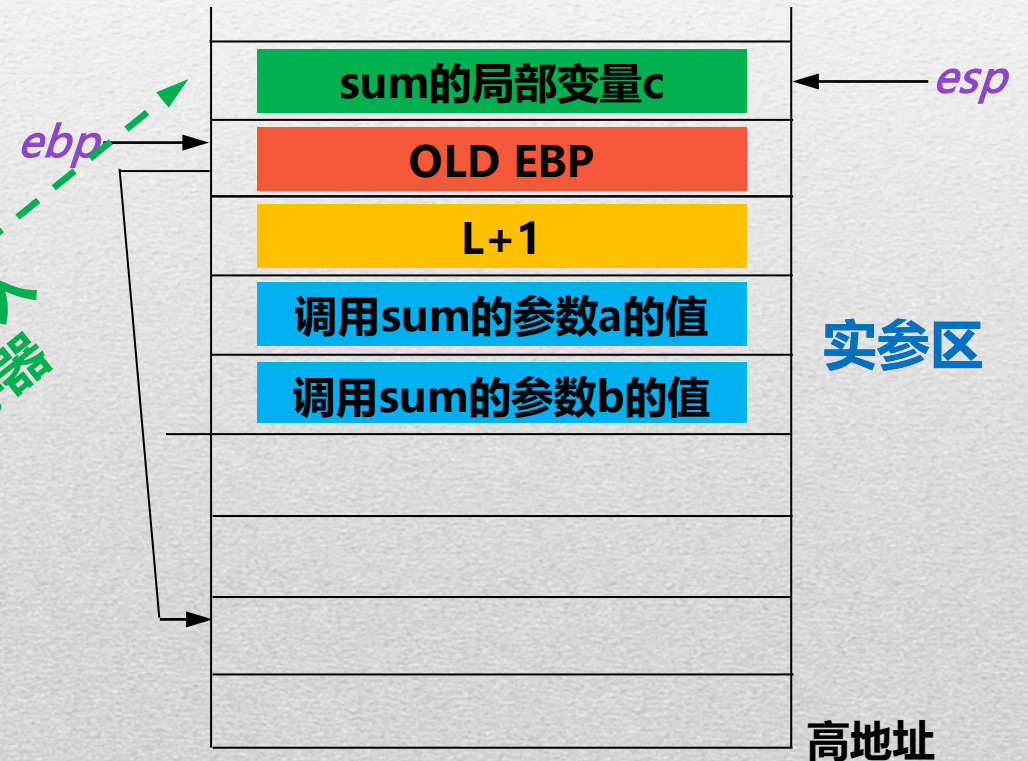 sum的局部变量c
esp
ebp
OLD EBP
L+1
调用sum的参数a的值
实参区
调用sum的参数b的值
器
高地址